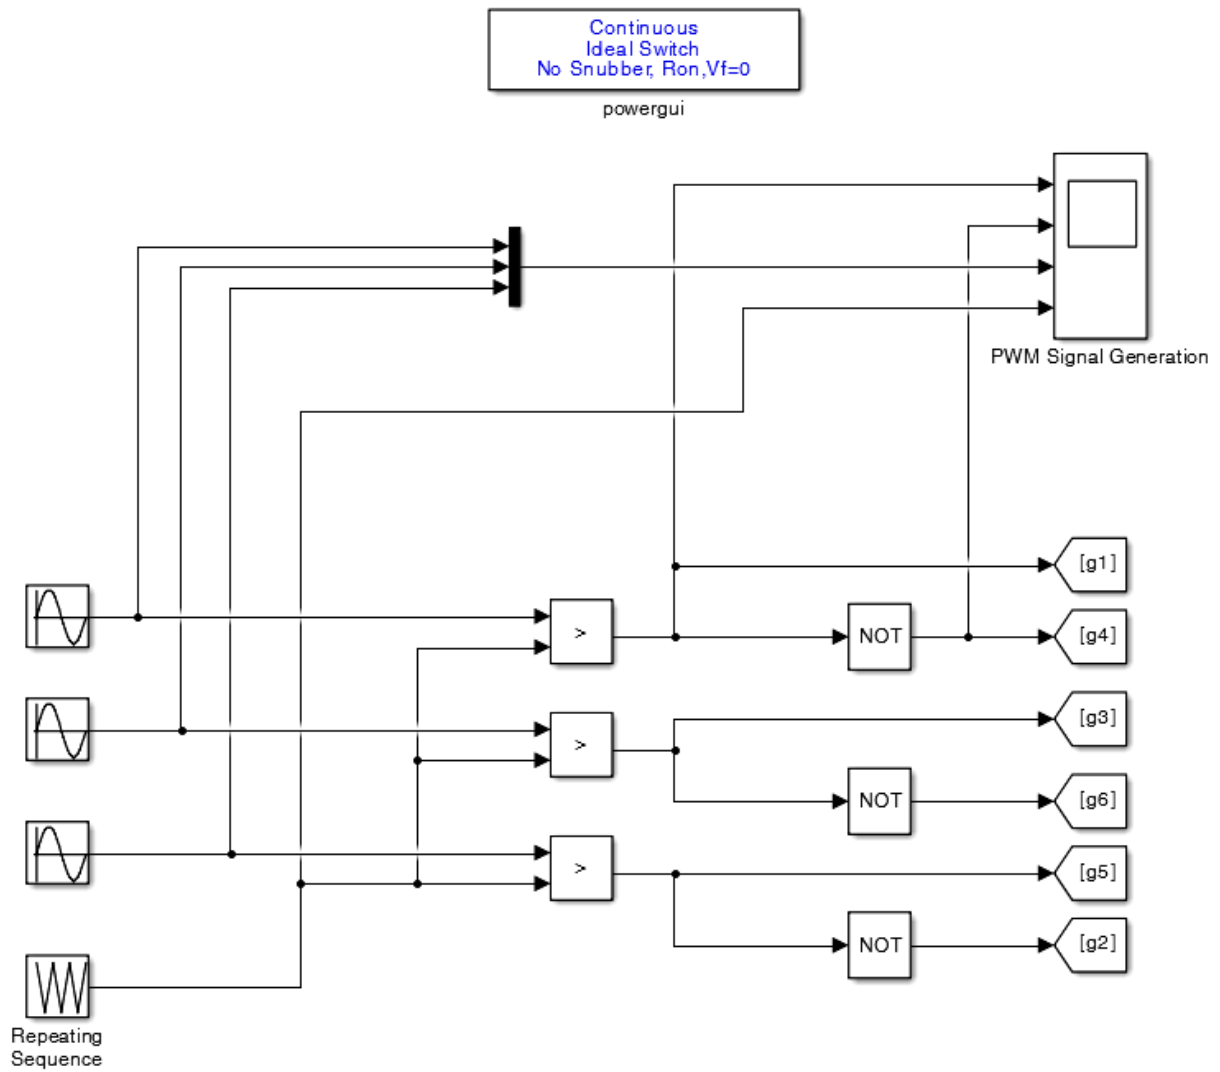 Continuous
Ideal Switch
No Snubber, Ron,Vf=0
powergui
PWM Signal Generation
[g1]
>
NOT
[g4]
[g3]
>
NOT
[g6]
>
[g5]
NOT
[g2]
Repeating
Sequence